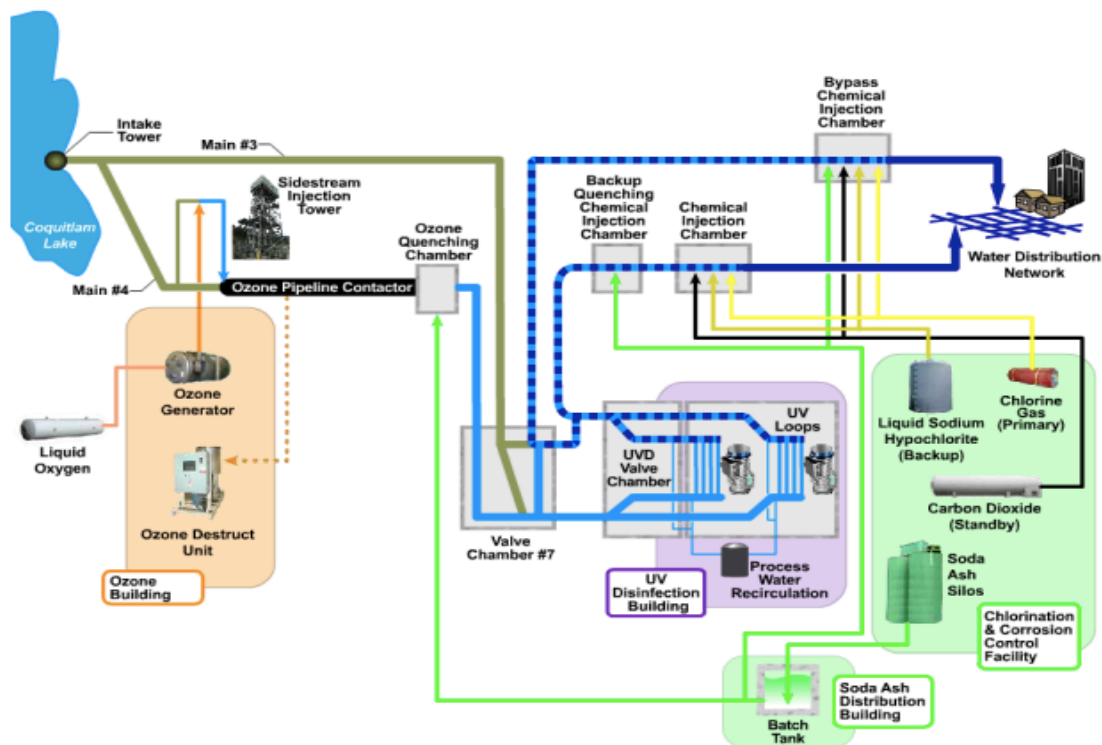 Intake
Tower
Main #3
Coquitlam
Lake
Main #4
Sidestream
Injection
Tower
Ozone
Quenching
Chamber
Ozone Pipeline Contactor
Bypass
Chemical
Injection
Chamber
Backup
Quenching
Chemical
Injection
Chamber
Chemical
Injection
Chamber
Water Distribution
Network
Ozone
Generator
Liquid
Oxygen
Ozone Destruct
Unit
Ozone
Building
Valve
Chamber #7
UVD
Valve
Chamber
UV
Loops
Process
Water
Recirculation
UV
Disinfection
Building
Liquid Sodium
Hypochlorite
(Backup)
Chlorine
Gas
(Primary)
Carbon Dioxide
(Standby)
Soda
Ash
Silos
Chlorination
& Corrosion
Control
Facility
Batch
Tank
Soda Ash
Distribution
Building